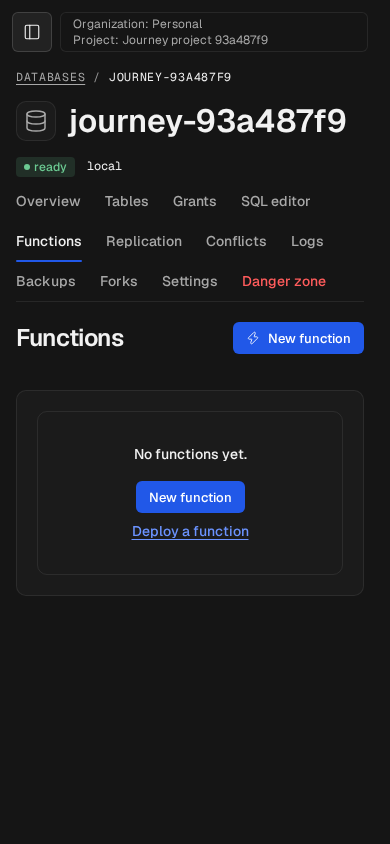 Organization: Personal
Project: Journey project 93a487f9
DATABASES / JOURNEY-93A487F9
journey-93a487f9
ready local
Overview Tables Grants SQL editor
Functions Replication Conflicts Logs
Backups Forks Settings Danger zone
Functions
New function
No functions yet.
New function
Deploy a function